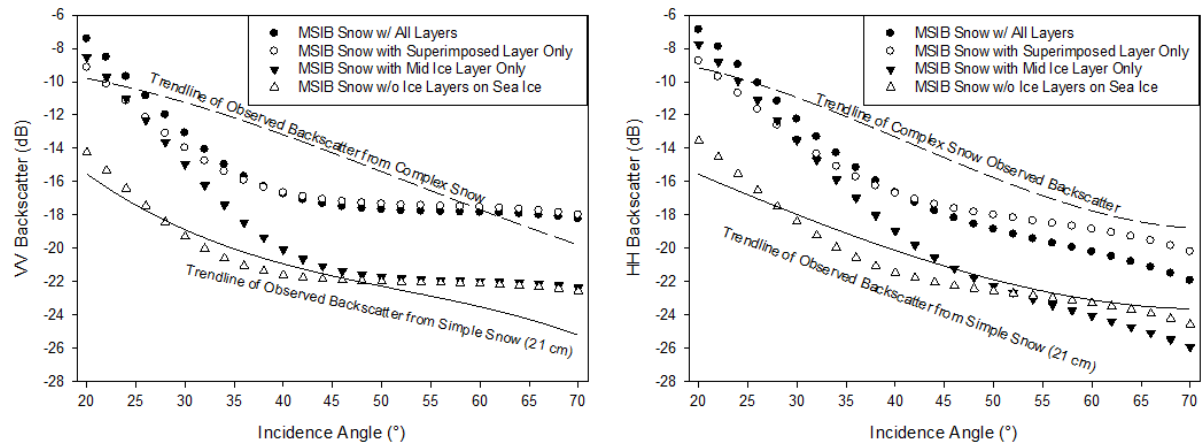 -6
-8
-10
-12
-14
-16
-18
-20
-22
-24
-26
-28
VV Backscatter (dB)
MSIB Snow w/ All Layers
MSIB Snow with Superimposed Layer Only
MSIB Snow with Mid Ice Layer Only
MSIB Snow w/o Ice Layers on Sea Ice
Trendline of Observed Backscatter from Complex Snow
Trendline of Observed Backscatter from Simple Snow (21 cm)
20 25 30 35 40 45 50 55 60 65 70
Incidence Angle (°)
-6
-8
-10
-12
-14
-16
-18
-20
-22
-24
-26
-28
HH Backscatter (dB)
MSIB Snow w/ All Layers
MSIB Snow with Superimposed Layer Only
MSIB Snow with Mid Ice Layer Only
MSIB Snow w/o Ice Layers on Sea Ice
Trendline of Complex Snow Observed Backscatter
Trendline of Observed Backscatter from Simple Snow (21 cm)
20 25 30 35 40 45 50 55 60 65 70
Incidence Angle (°)